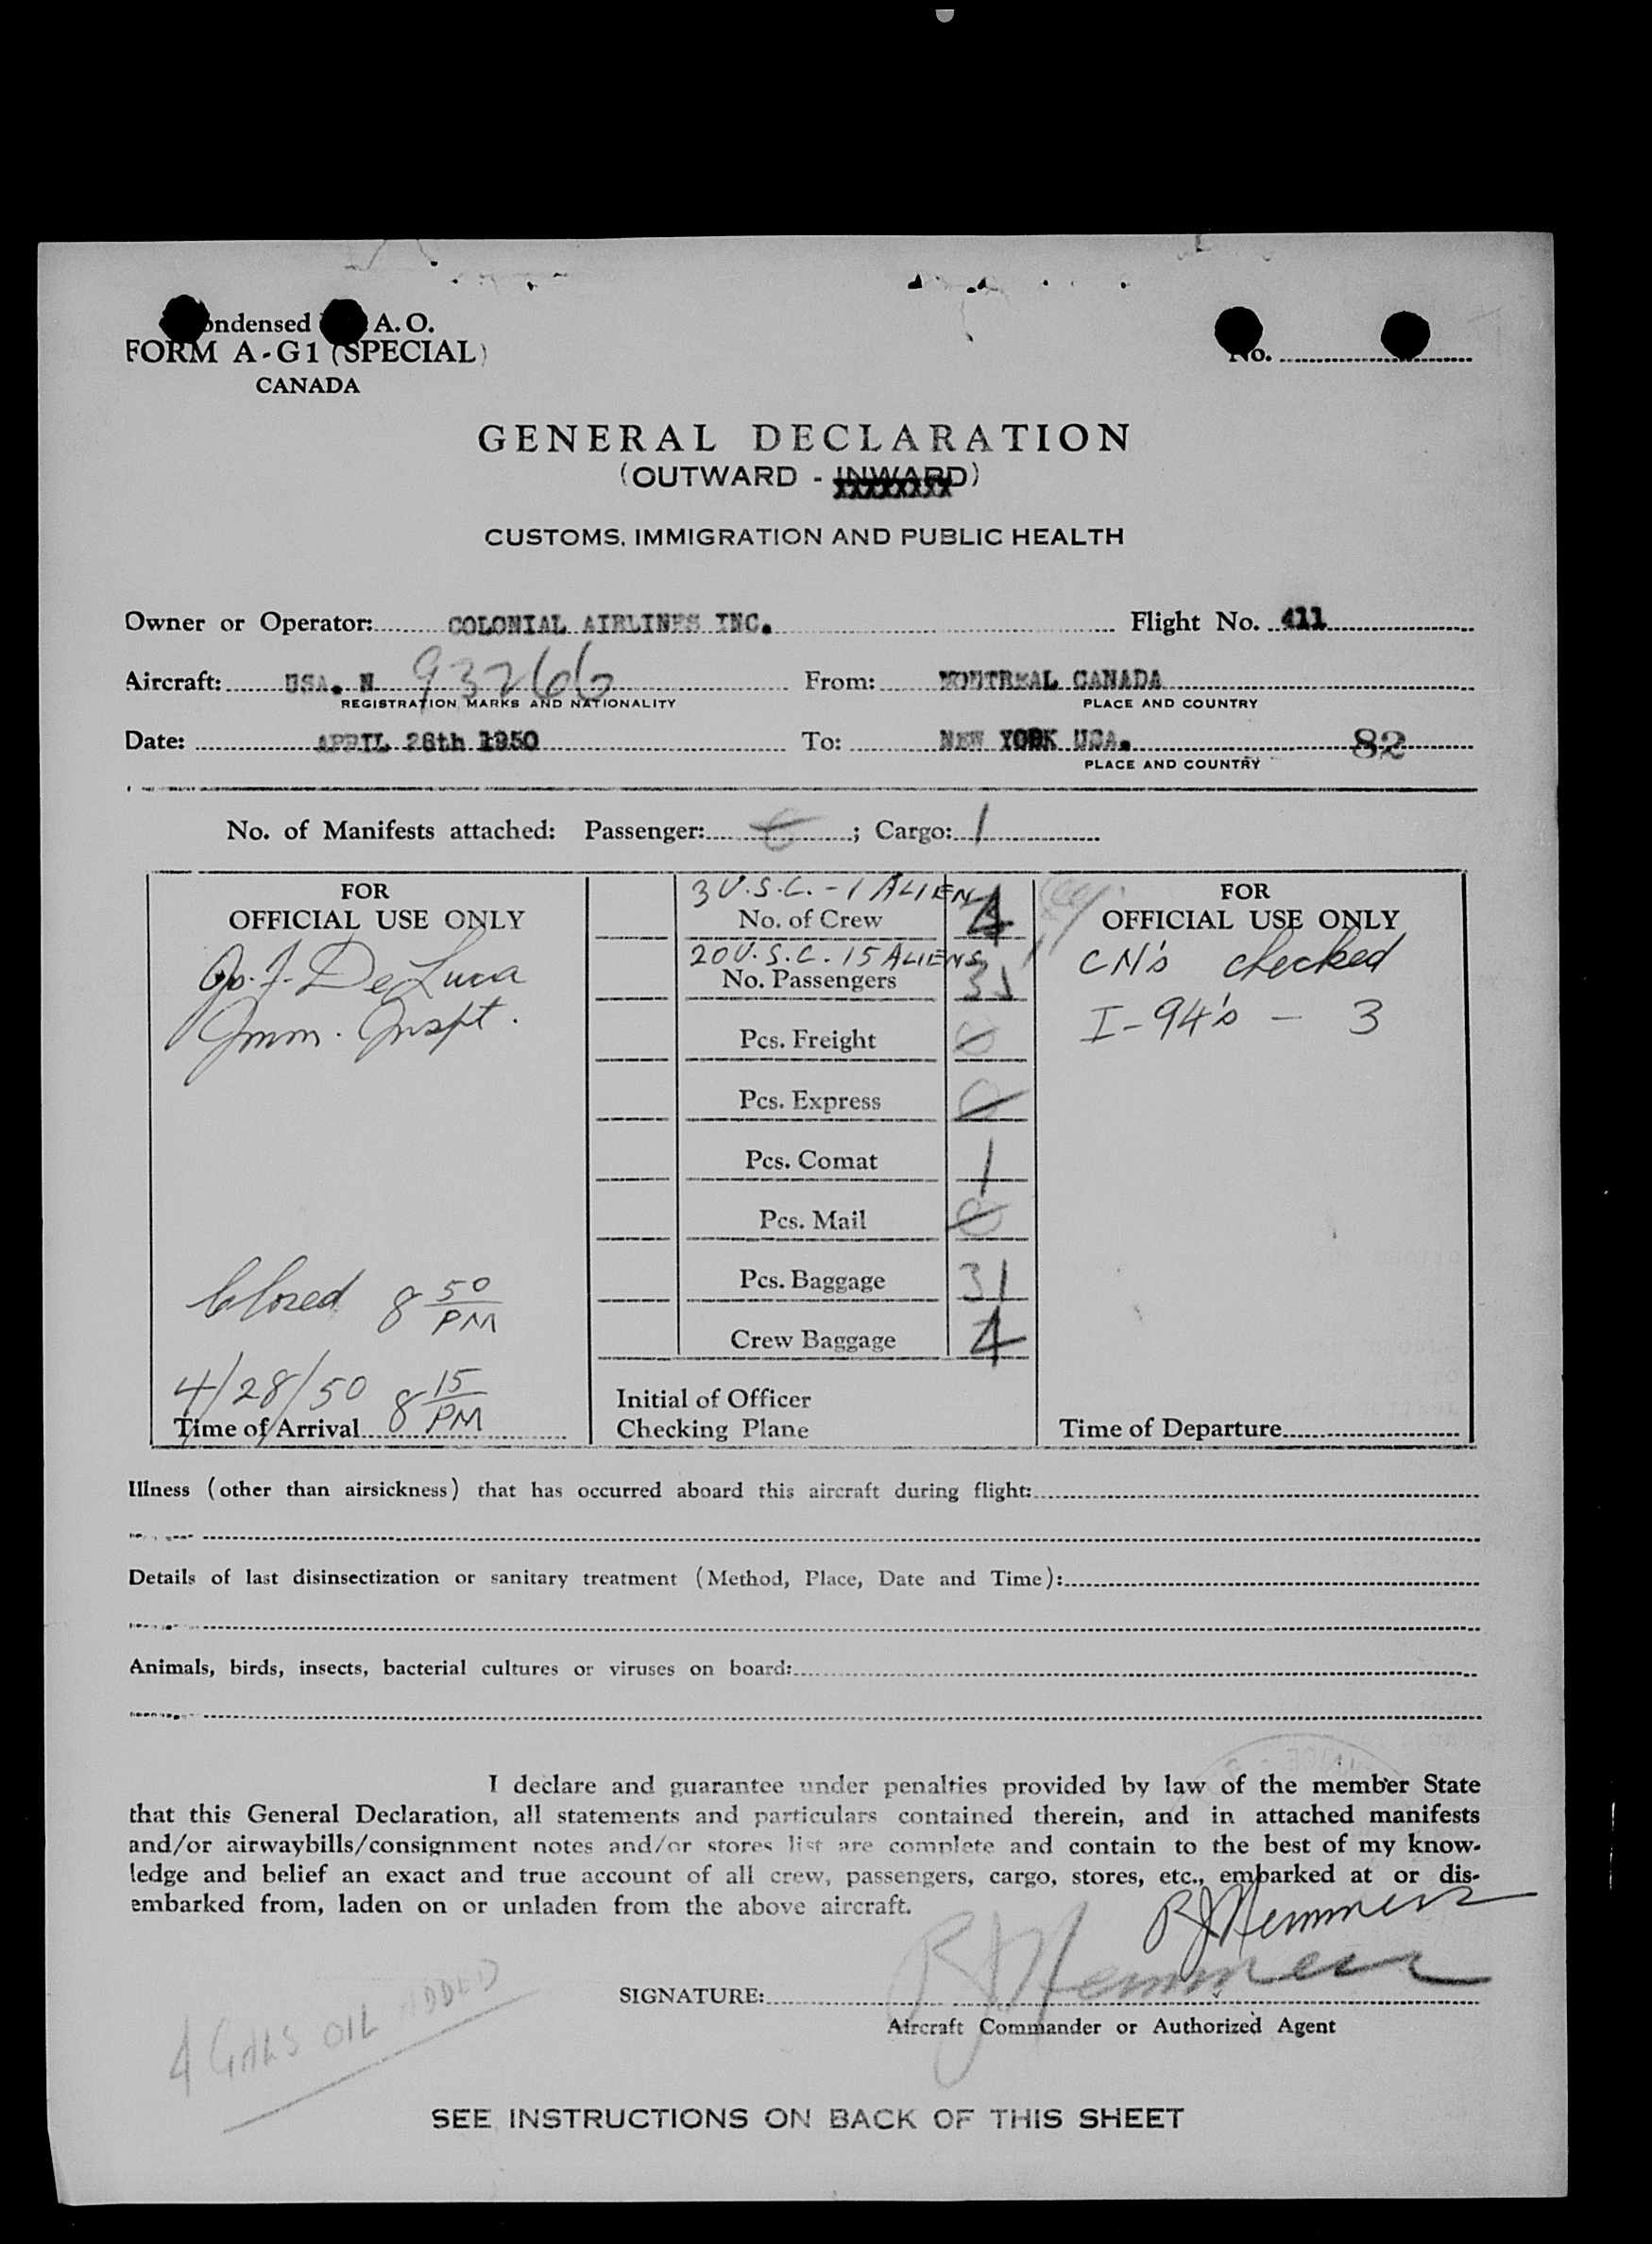 ondensed A. O.
FORM A-G1 (SPECIAL)
CANADA
No.
GENERAL DECLARATION
(OUTWARD - INWARD)
CUSTOMS, IMMIGRATION AND PUBLIC HEALTH
Owner or Operator: COLONIAL AIRLINES INC. Flight No. 411
Aircraft: USA. N 93266 From: MONTREAL CANADA
REGISTRATION MARKS AND NATIONALITY PLACE AND COUNTRY
Date: APRIL 28th 1950 To: NEW YORK USA. 82
PLACE AND COUNTRY
No. of Manifests attached: Passenger: 0; Cargo: 1
FOR
OFFICIAL USE ONLY
De Luca
Imm. Inspt.
Closed 8 50 PM
4/28/50 8 15 PM
Time of Arrival
3 U.S.C. - 1 ALIEN
No. of Crew 4
20 U.S.C. 15 ALIENS
No. Passengers 35
Pcs. Freight 0
Pcs. Express 0
Pcs. Comat 1
Pcs. Mail 0
Pcs. Baggage 31
Crew Baggage 4
Initial of Officer
Checking Plane
FOR
OFFICIAL USE ONLY
CN's checked
I-94's - 3
Time of Departure
Illness (other than airsickness) that has occurred aboard this aircraft during flight:
Details of last disinsectization or sanitary treatment (Method, Place, Date and Time):
Animals, birds, insects, bacterial cultures or viruses on board:
I declare and guarantee under penalties provided by law of the member State
that this General Declaration, all statements and particulars contained therein, and in attached manifests
and/or airwaybills/consignment notes and/or stores list are complete and contain to the best of my know-
ledge and belief an exact and true account of all crew, passengers, cargo, stores, etc., embarked at or dis-
embarked from, laden on or unladen from the above aircraft.
SIGNATURE:
Aircraft Commander or Authorized Agent
4 GALS OIL ADDED
SEE INSTRUCTIONS ON BACK OF THIS SHEET